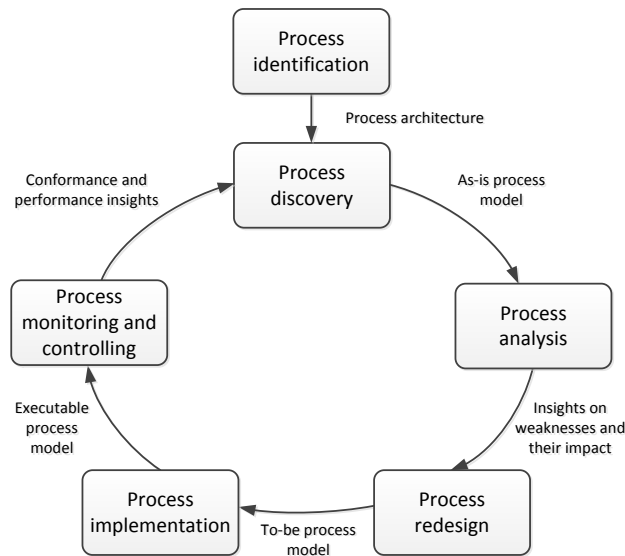 Process
identification
Process architecture
Process
discovery
As-is process
model
Process
analysis
Insights on
weaknesses and
their impact
Process
redesign
To-be process
model
Process
implementation
Executable
process
model
Process
monitoring and
controlling
Conformance and
performance insights